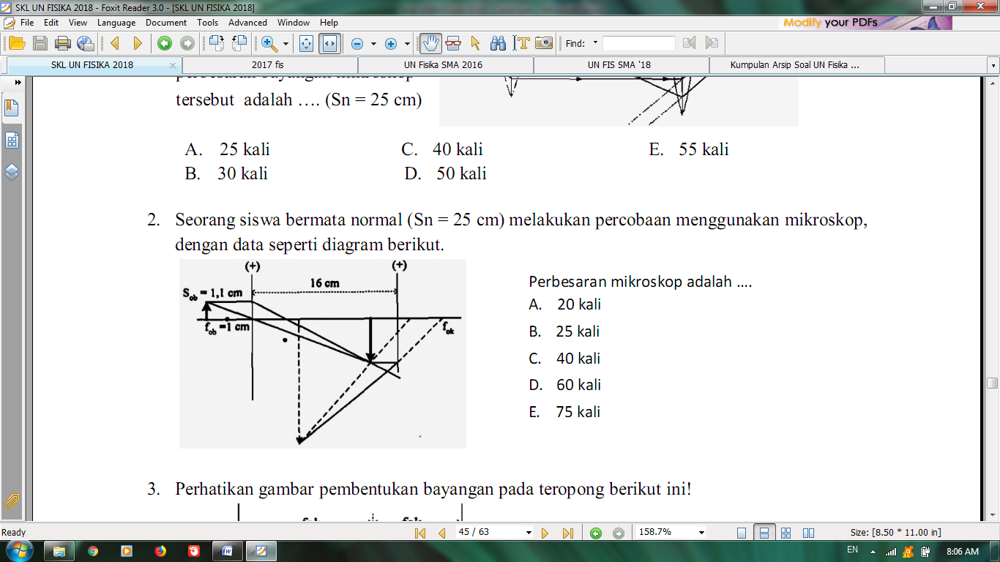 SKL UN FISIKA 2018 - Foxit Reader 3.0 - [SKL UN FISIKA 2018]
File Edit View Language Document Tools Advanced Window Help
Modify your PDFs
Find:
SKL UN FISIKA 2018 2017 fis UN Fisika SMA 2016 UN FIS SMA '18 Kumpulan Arsip Soal UN Fisika ...
tersebut adalah …. (Sn = 25 cm)
A. 25 kali C. 40 kali E. 55 kali
B. 30 kali D. 50 kali
2. Seorang siswa bermata normal (Sn = 25 cm) melakukan percobaan menggunakan mikroskop,
dengan data seperti diagram berikut.
(+) (+)
16 cm
Sob = 1,1 cm
fob =1 cm
fok
Perbesaran mikroskop adalah ....
A. 20 kali
B. 25 kali
C. 40 kali
D. 60 kali
E. 75 kali
3. Perhatikan gambar pembentukan bayangan pada teropong berikut ini!
Ready 45 / 63 158.7% Size: [8.50 * 11.00 in]
EN 8:06 AM